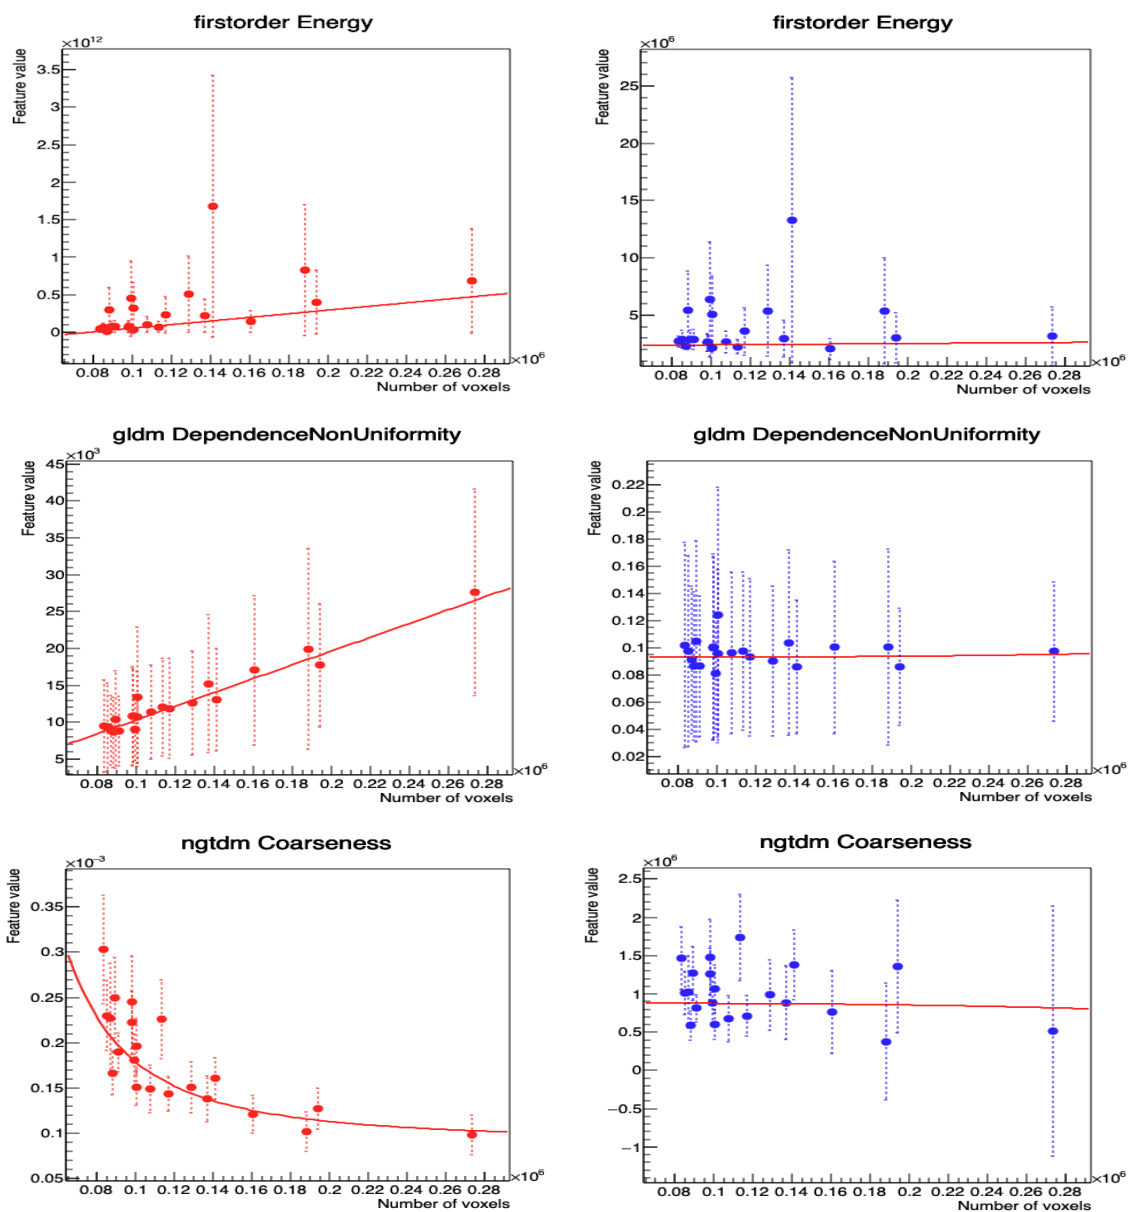 firstorder Energy
×10¹²
Feature value
3.5
3
2.5
2
1.5
1
0.5
0
0.08 0.1 0.12 0.14 0.16 0.18 0.2 0.22 0.24 0.26 0.28
×10⁶
Number of voxels
firstorder Energy
×10⁶
Feature value
25
20
15
10
5
0.08 0.1 0.12 0.14 0.16 0.18 0.2 0.22 0.24 0.26 0.28
×10⁶
Number of voxels
gldm DependenceNonUniformity
×10³
Feature value
45
40
35
30
25
20
15
10
5
0.08 0.1 0.12 0.14 0.16 0.18 0.2 0.22 0.24 0.26 0.28
×10⁶
Number of voxels
gldm DependenceNonUniformity
Feature value
0.22
0.2
0.18
0.16
0.14
0.12
0.1
0.08
0.06
0.04
0.02
0.08 0.1 0.12 0.14 0.16 0.18 0.2 0.22 0.24 0.26 0.28
×10⁶
Number of voxels
ngtdm Coarseness
×10⁻³
Feature value
0.35
0.3
0.25
0.2
0.15
0.1
0.05
0.08 0.1 0.12 0.14 0.16 0.18 0.2 0.22 0.24 0.26 0.28
×10⁶
Number of voxels
ngtdm Coarseness
×10⁶
Feature value
2.5
2
1.5
1
0.5
0
−0.5
−1
0.08 0.1 0.12 0.14 0.16 0.18 0.2 0.22 0.24 0.26 0.28
×10⁶
Number of voxels